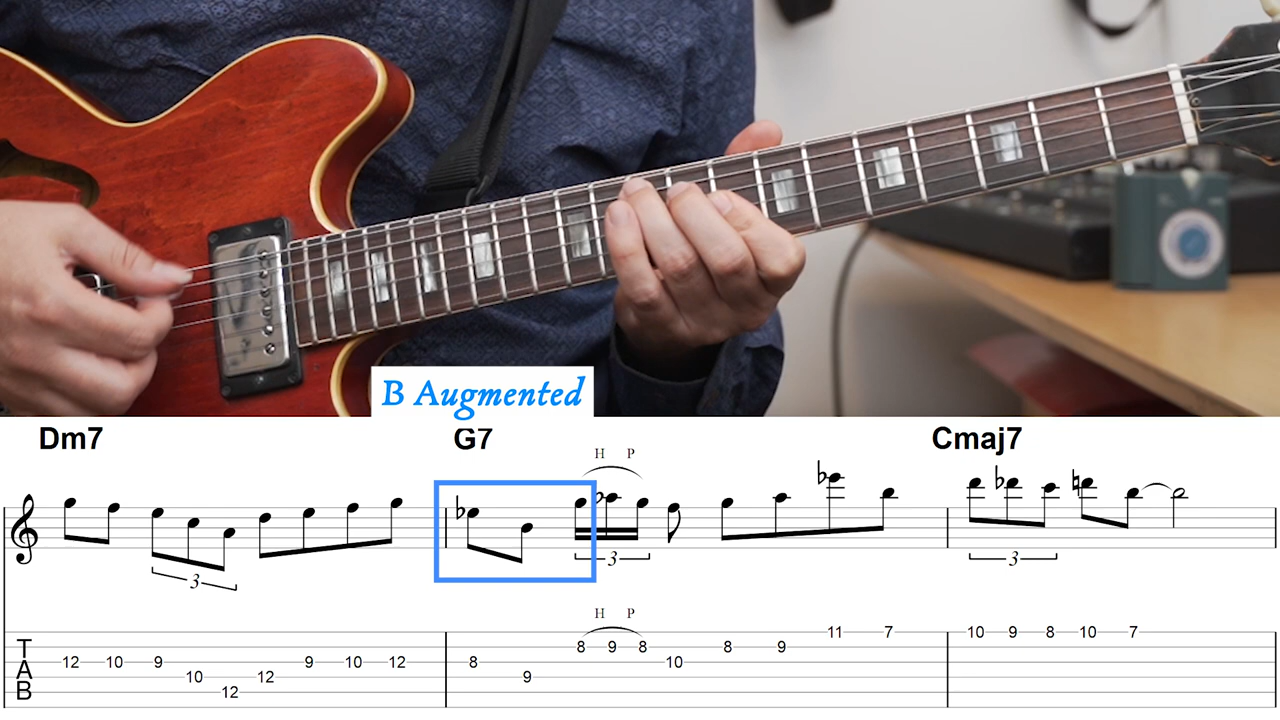 B Augmented
Dm7 G7 Cmaj7
H P
3 3 3
H P
10 9 8 10 7
11 7
8 9 8 8 9
12 10 9 9 10 12 8 10
10 12 9
12
T
A
B